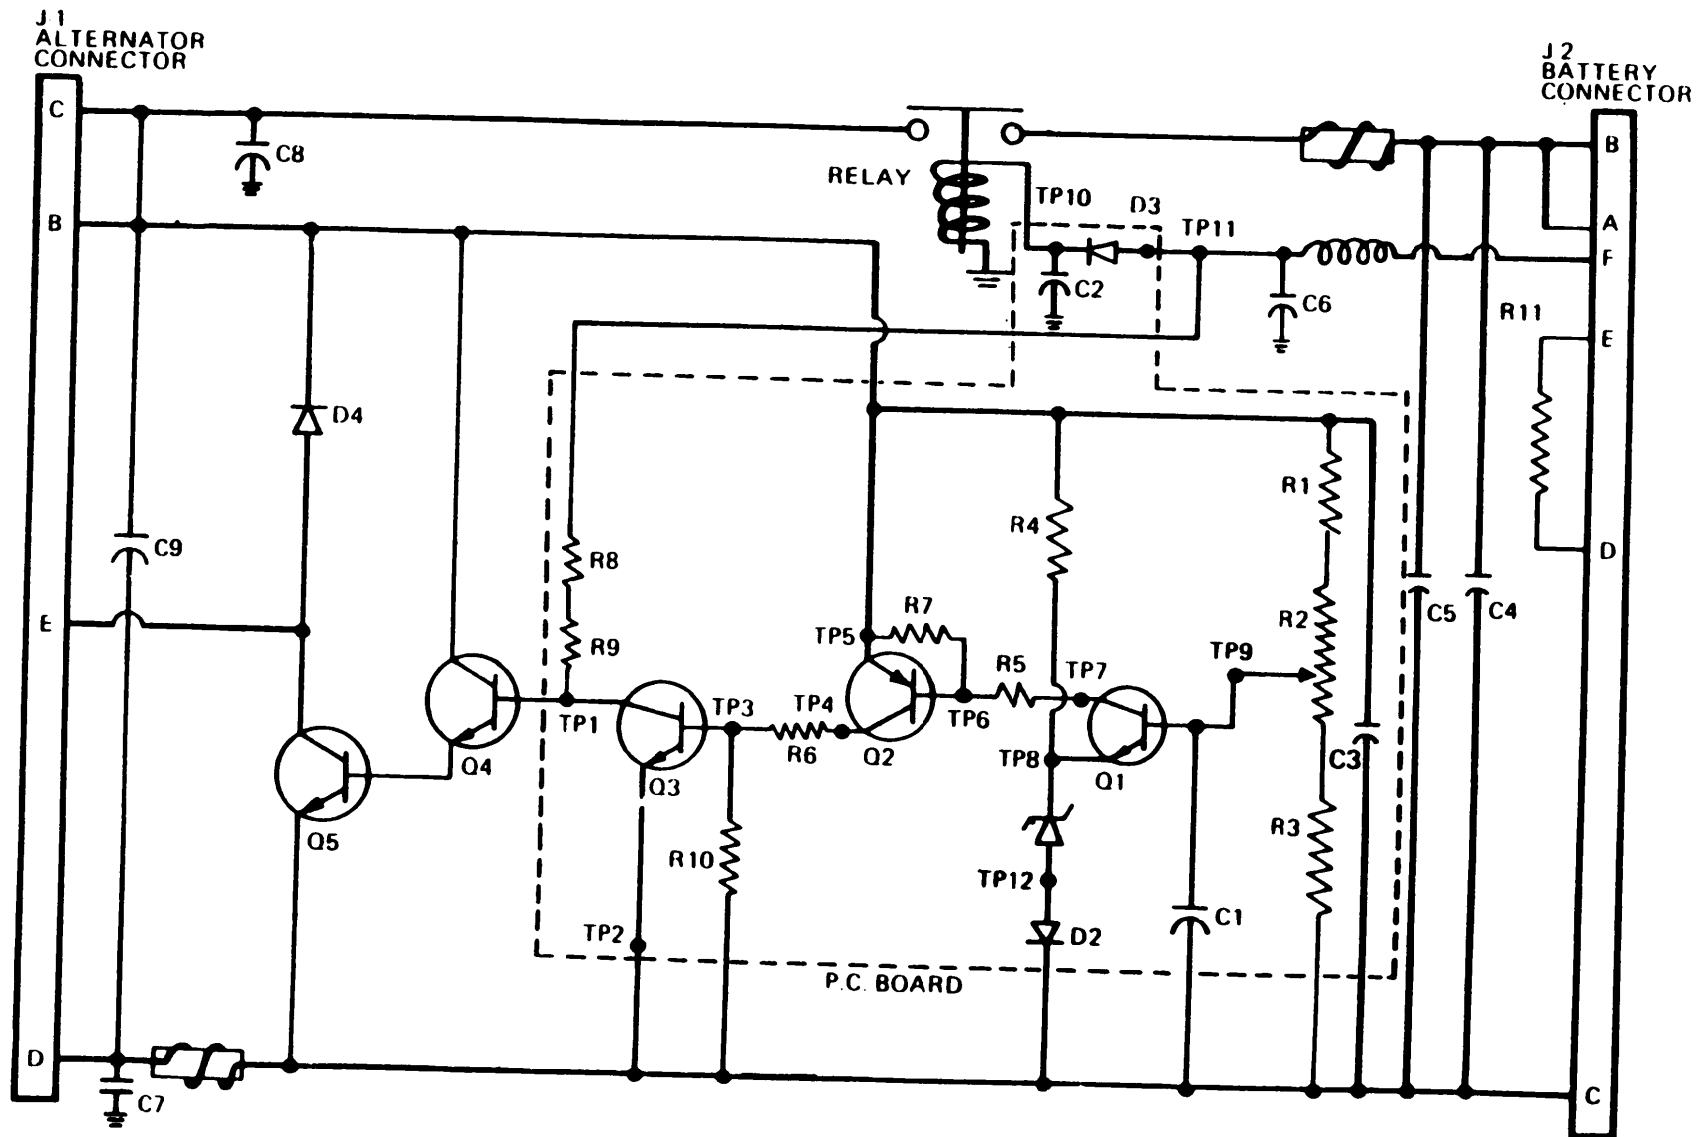 J1
ALTERNATOR
CONNECTOR
J2
BATTERY
CONNECTOR
C
B
C8
RELAY
TP10
D3
TP11
A
B
F
C2
C6
R11
E
D4
R1
R4
C9
R8
D
R7
R2
C5
C4
E
R9
TP5
R5
TP7
TP9
TP1
TP3
TP4
TP6
Q4
R6
Q2
TP8
Q1
C3
Q3
Q5
R10
R3
TP12
C1
TP2
D2
P.C. BOARD
D
C7
C